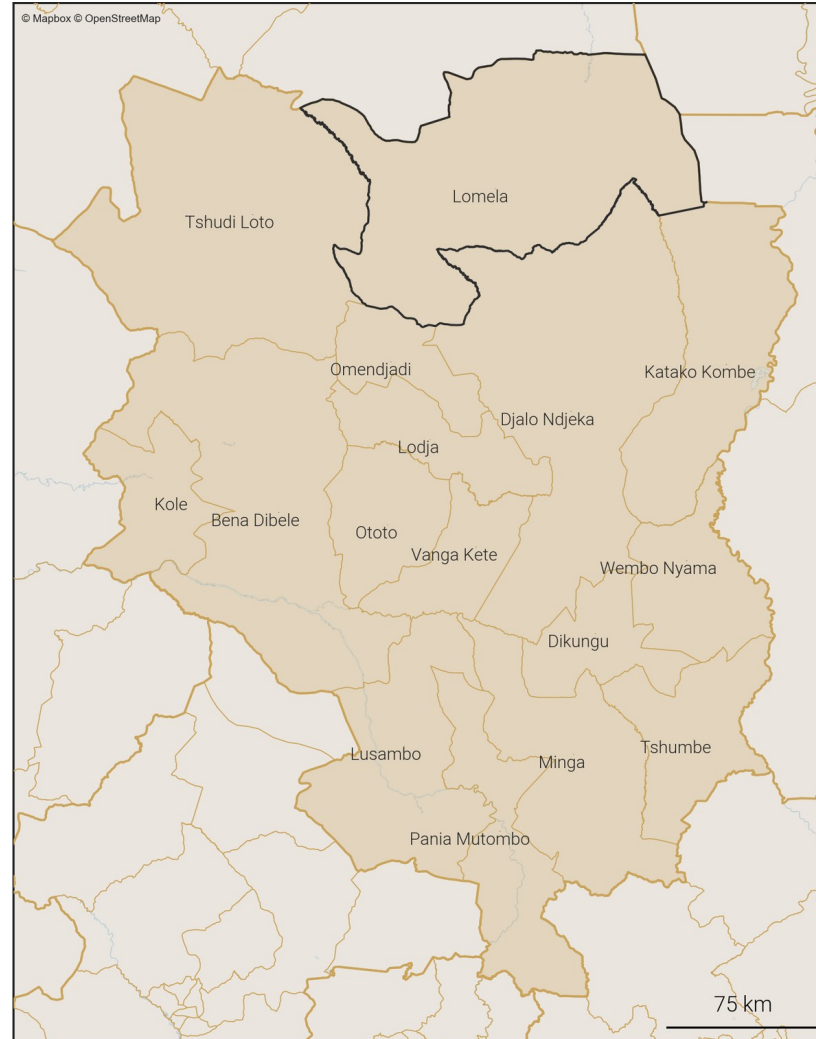 © Mapbox © OpenStreetMap
Lomela
Tshudi Loto
Omendjadi
Katako Kombe
Djalo Ndjeka
Lodja
Kole
Bena Dibele
Ototo
Vanga Kete
Wembo Nyama
Dikungu
Lusambo
Minga
Tshumbe
Pania Mutombo
75 km